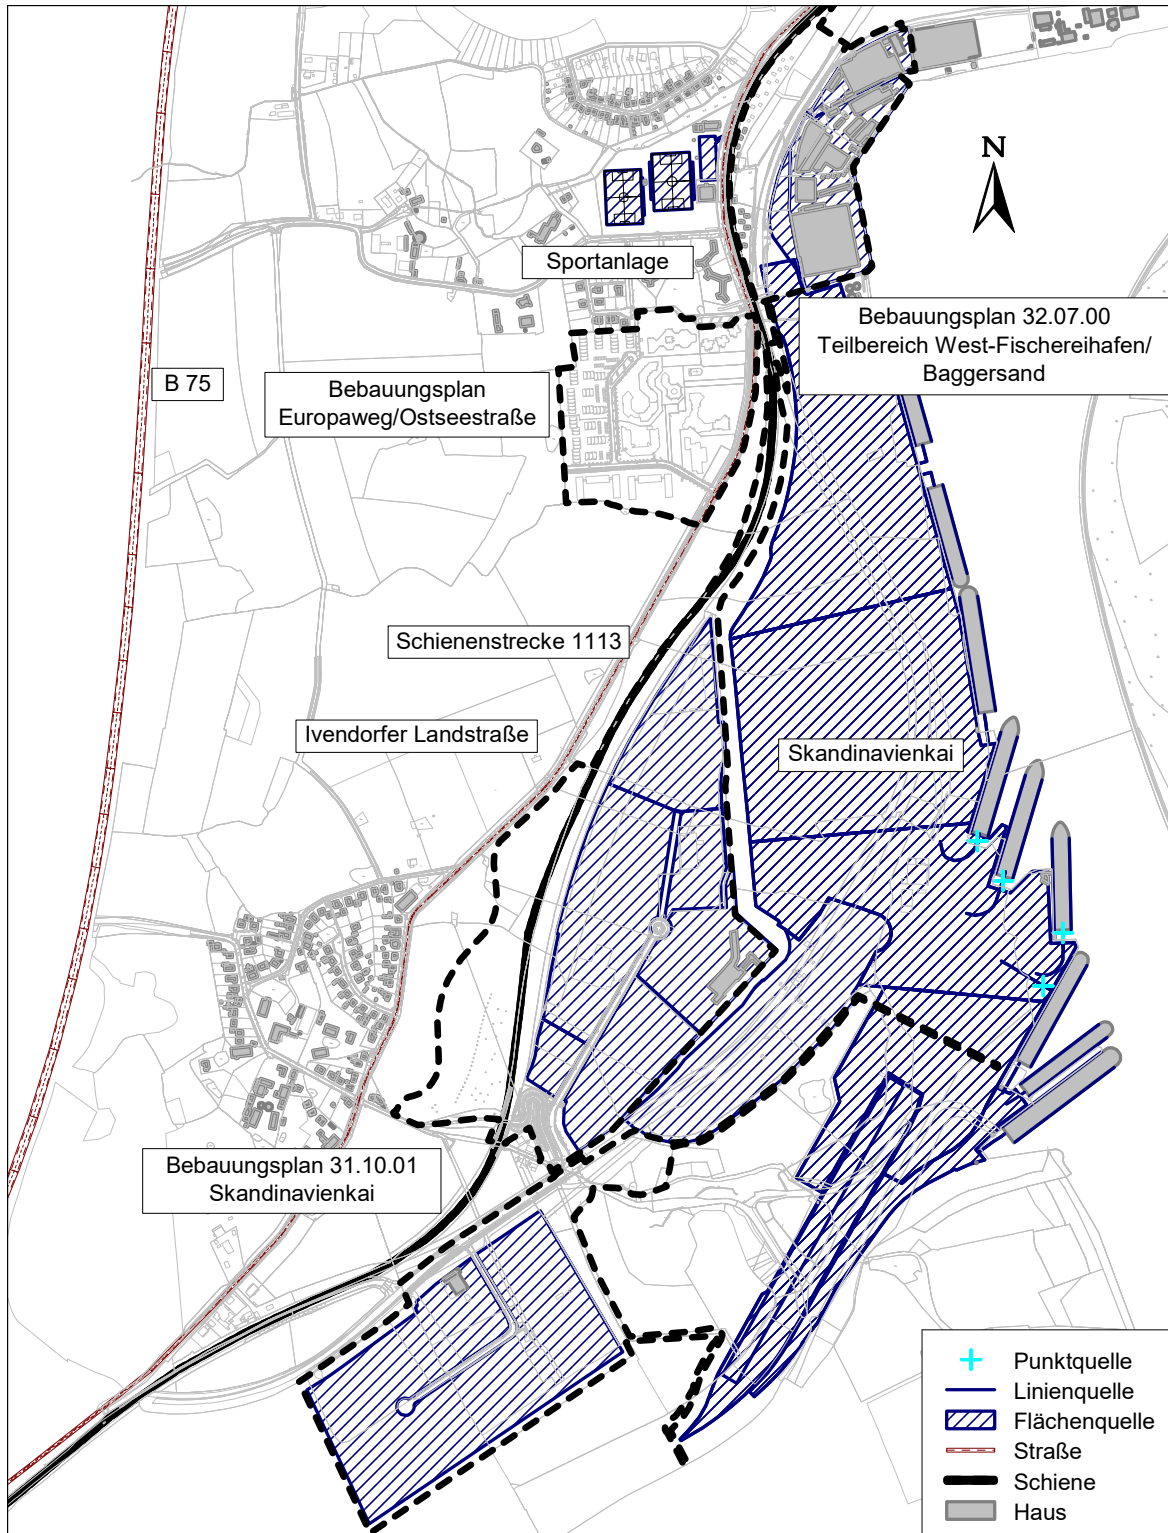 N
Sportanlage
Bebauungsplan 32.07.00
Teilbereich West-Fischereihafen/
Baggersand
B 75
Bebauungsplan
Europaweg/Ostseestraße
Schienenstrecke 1113
Ivendorfer Landstraße
Skandinavienkai
Bebauungsplan 31.10.01
Skandinavienkai
Punktquelle
Linienquelle
Flächenquelle
Straße
Schiene
Haus